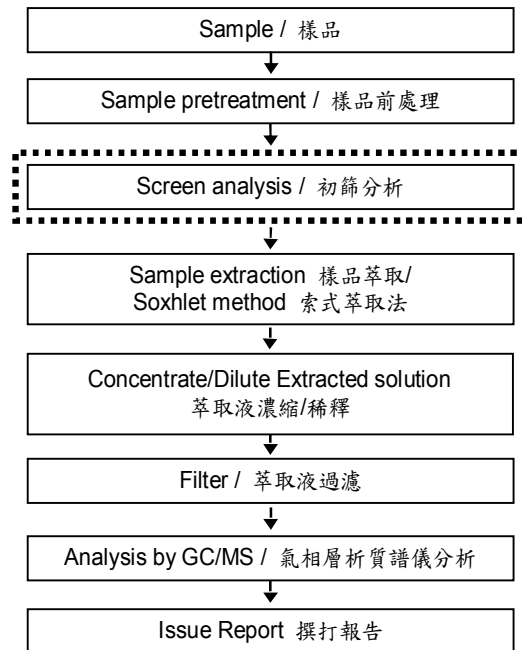 Sample / 樣品
Sample pretreatment / 樣品前處理
Screen analysis / 初篩分析
Sample extraction 樣品萃取/
Soxhlet method 索式萃取法
Concentrate/Dilute Extracted solution
萃取液濃縮/稀釋
Filter / 萃取液過濾
Analysis by GC/MS / 氣相層析質譜儀分析
Issue Report 撰打報告